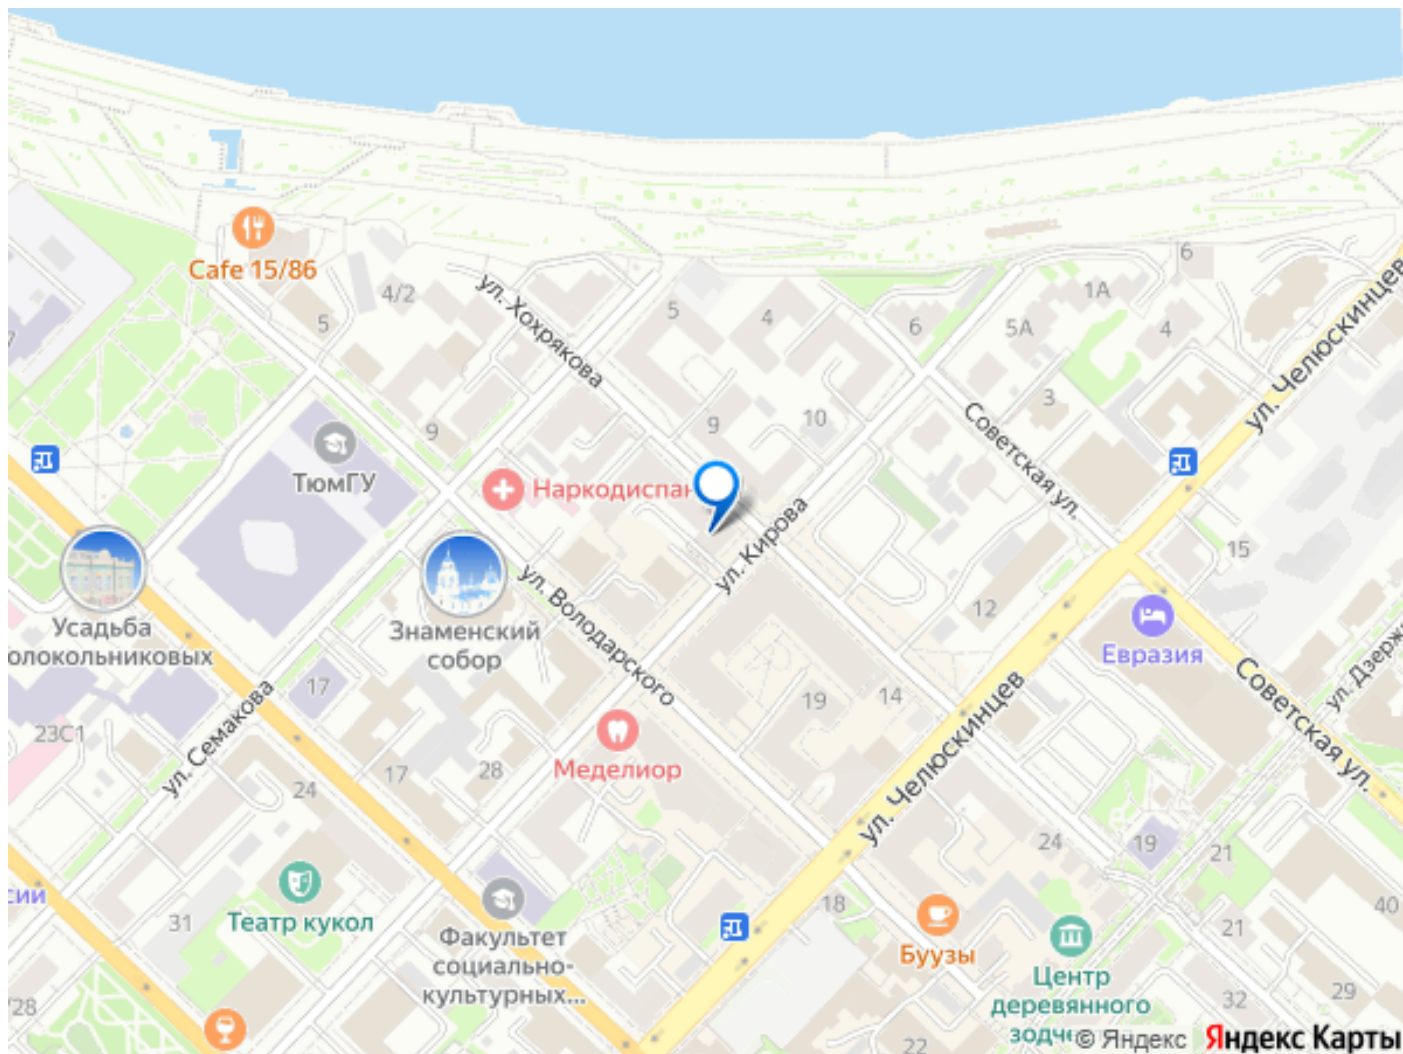 Cafe 15/86
4/2
5
ул. Хохрякова
5
4
6
6
1А
5А
4
3
ул. Челюскинцев
9
9
10
Советская ул.
ТюмГУ
Наркодиспан
ул. Кирова
15
12
Усадьба
олокольниковых
Знаменский
собор
ул. Володарского
Евразия
Советская ул.
ул. Дзерж
17
23С1
ул. Семакова
24
17
28
Меделиор
19
14
ул. Челюскинцев
24
19
21
сии
31
Театр кукол
Факультет
социально-
культурных...
18
Буузы
Центр
деревянного
зодч
40
21
32
29
28
22
© Яндекс Яндекс Карты